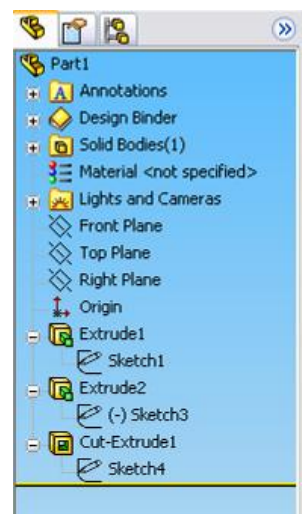 Part1
Annotations
Design Binder
Solid Bodies(1)
Material <not specified>
Lights and Cameras
Front Plane
Top Plane
Right Plane
Origin
Extrude1
Sketch1
Extrude2
(-) Sketch3
Cut-Extrude1
Sketch4